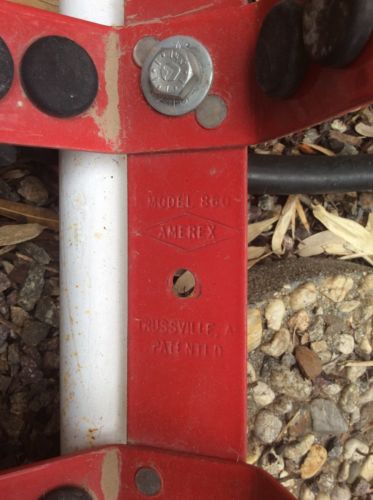 MODEL 860
AMEREX
TRUSSVILLE, A
PATENTED